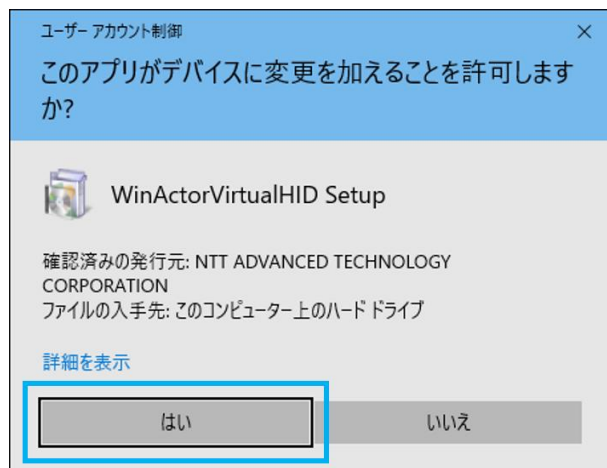 ユーザー アカウント制御
このアプリがデバイスに変更を加えることを許可します
か?
WinActorVirtualHID Setup
確認済みの発行元: NTT ADVANCED TECHNOLOGY
CORPORATION
ファイルの入手先: このコンピューター上のハード ドライブ
詳細を表示
はい
いいえ